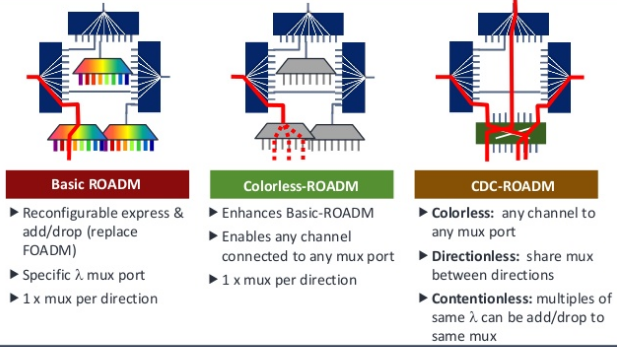 Basic ROADM
▶ Reconfigurable express &
add/drop (replace
FOADM)
▶ Specific λ mux port
▶ 1 x mux per direction
Colorless-ROADM
▶ Enhances Basic-ROADM
▶ Enables any channel
connected to any mux port
▶ 1 x mux per direction
CDC-ROADM
▶ Colorless: any channel to
any mux port
▶ Directionless: share mux
between directions
▶ Contentionless: multiples of
same λ can be add/drop to
same mux